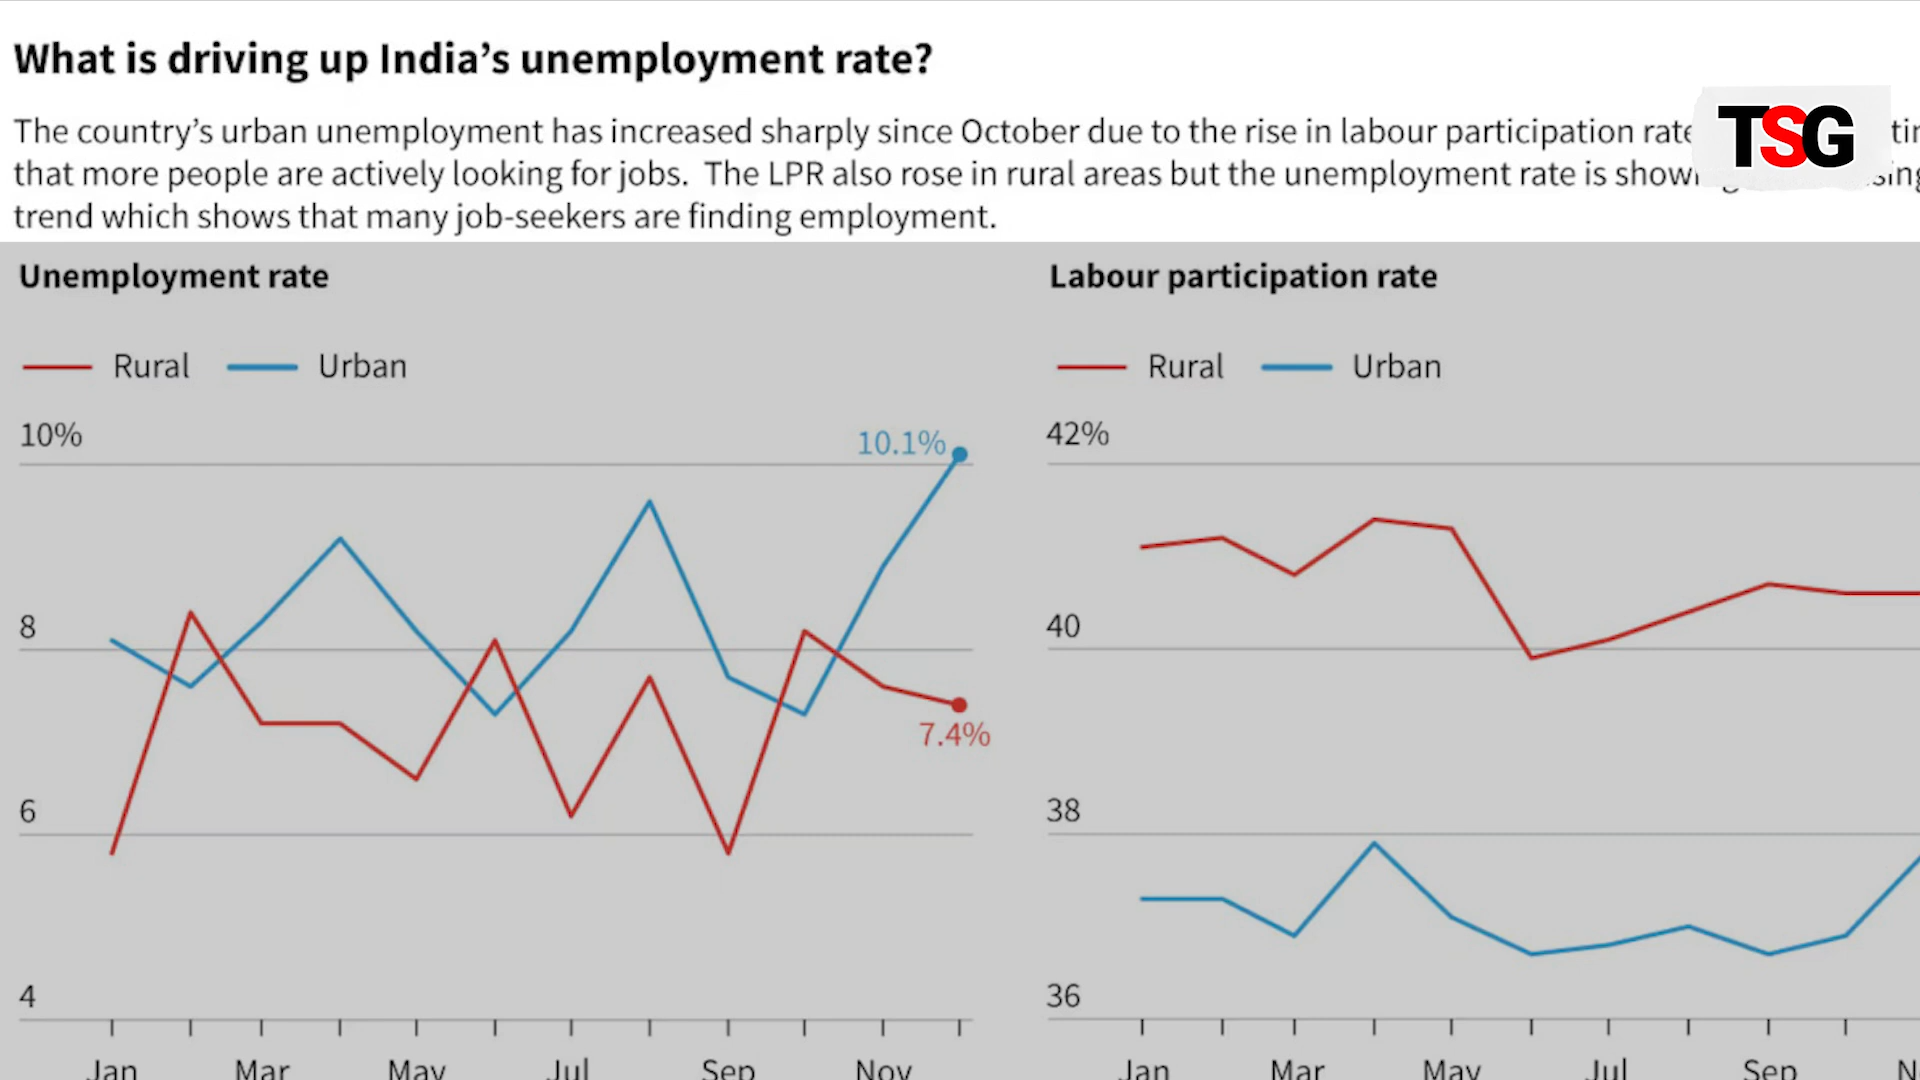 What is driving up India's unemployment rate?
TSG
The country's urban unemployment has increased sharply since October due to the rise in labour participation rate
that more people are actively looking for jobs. The LPR also rose in rural areas but the unemployment rate is
trend which shows that many job-seekers are finding employment.
Unemployment rate
Rural Urban
10%
10.1%
8
7.4%
6
4
Jan Mar May Jul Sep Nov
Labour participation rate
Rural Urban
42%
40
38
36
Jan Mar May Jul Sep